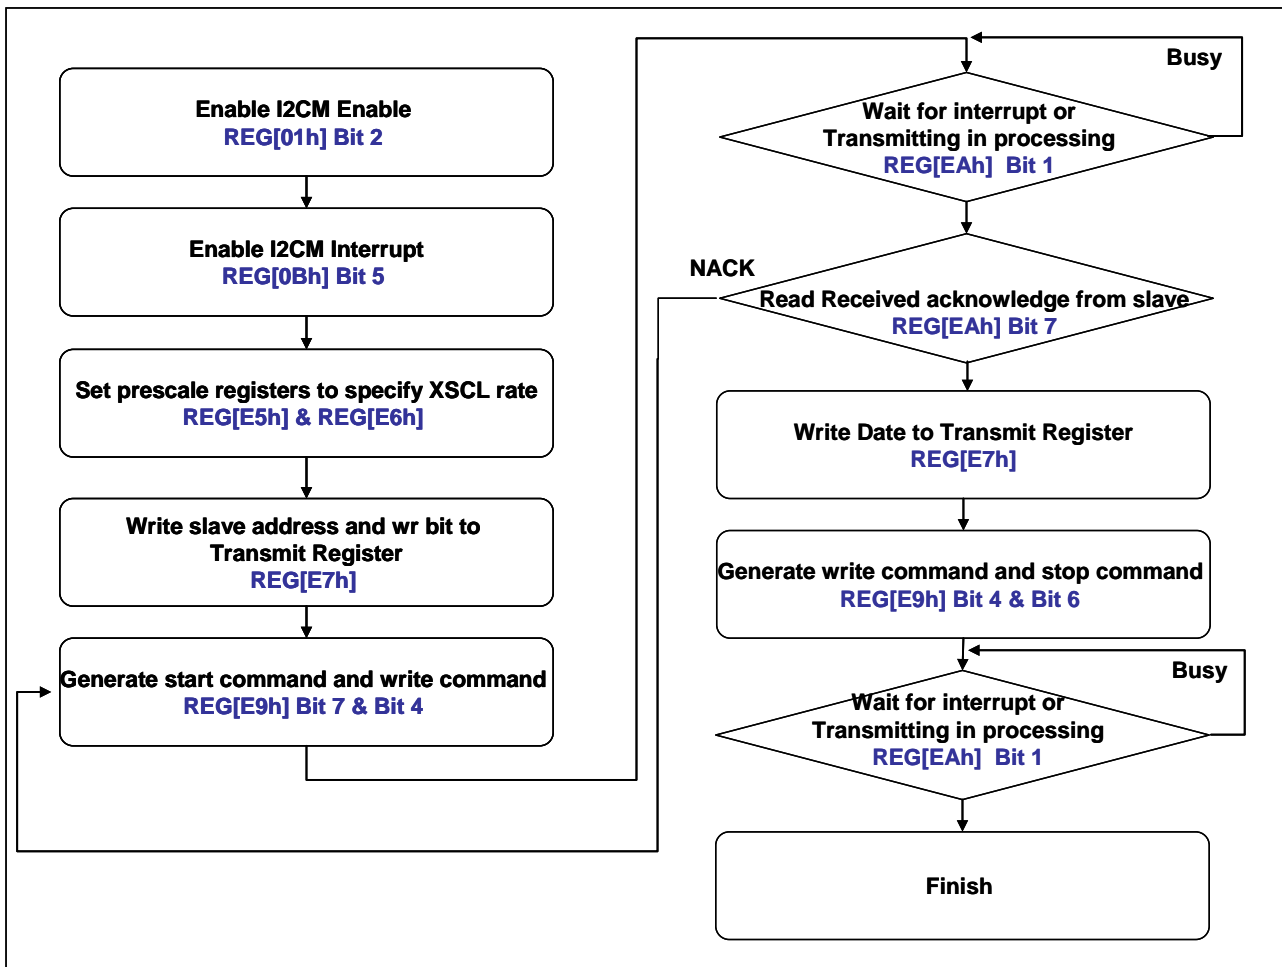 Enable I2CM Enable
REG[01h] Bit 2
Enable I2CM Interrupt
REG[0Bh] Bit 5
Set prescale registers to specify XSCL rate
REG[E5h] & REG[E6h]
Write slave address and wr bit to
Transmit Register
REG[E7h]
Generate start command and write command
REG[E9h] Bit 7 & Bit 4
Busy
Wait for interrupt or
Transmitting in processing
REG[EAh] Bit 1
NACK
Read Received acknowledge from slave
REG[EAh] Bit 7
Write Date to Transmit Register
REG[E7h]
Generate write command and stop command
REG[E9h] Bit 4 & Bit 6
Busy
Wait for interrupt or
Transmitting in processing
REG[EAh] Bit 1
Finish